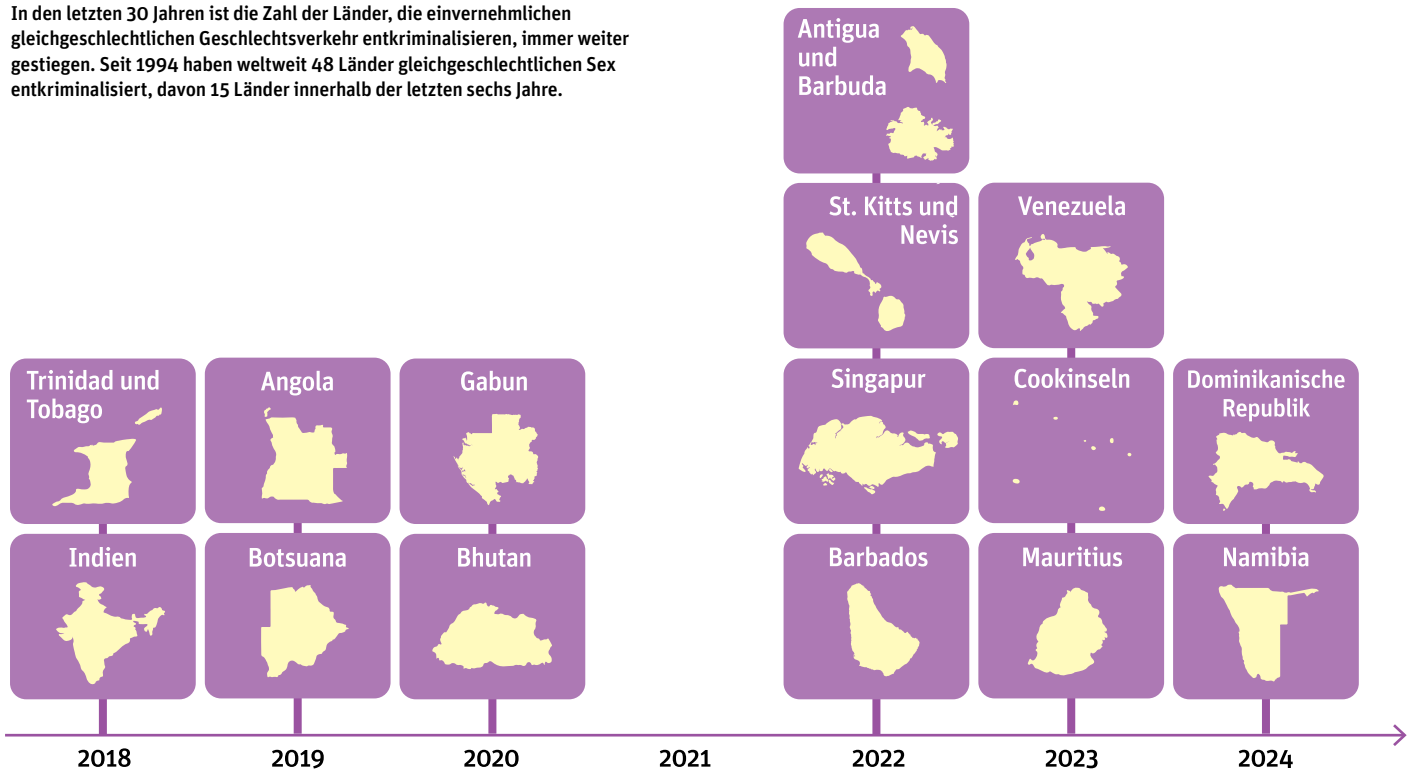 In den letzten 30 Jahren ist die Zahl der Länder, die einvernehmlichen
gleichgeschlechtlichen Geschlechtsverkehr entkriminalisieren, immer weiter
gestiegen. Seit 1994 haben weltweit 48 Länder gleichgeschlechtlichen Sex
entkriminalisiert, davon 15 Länder innerhalb der letzten sechs Jahre.
Antigua
und
Barbuda
St. Kitts und
Nevis
Venezuela
Trinidad und
Tobago
Angola
Gabun
Singapur
Cookinseln
Dominikanische
Republik
Indien
Botsuana
Bhutan
Barbados
Mauritius
Namibia
2018
2019
2020
2021
2022
2023
2024